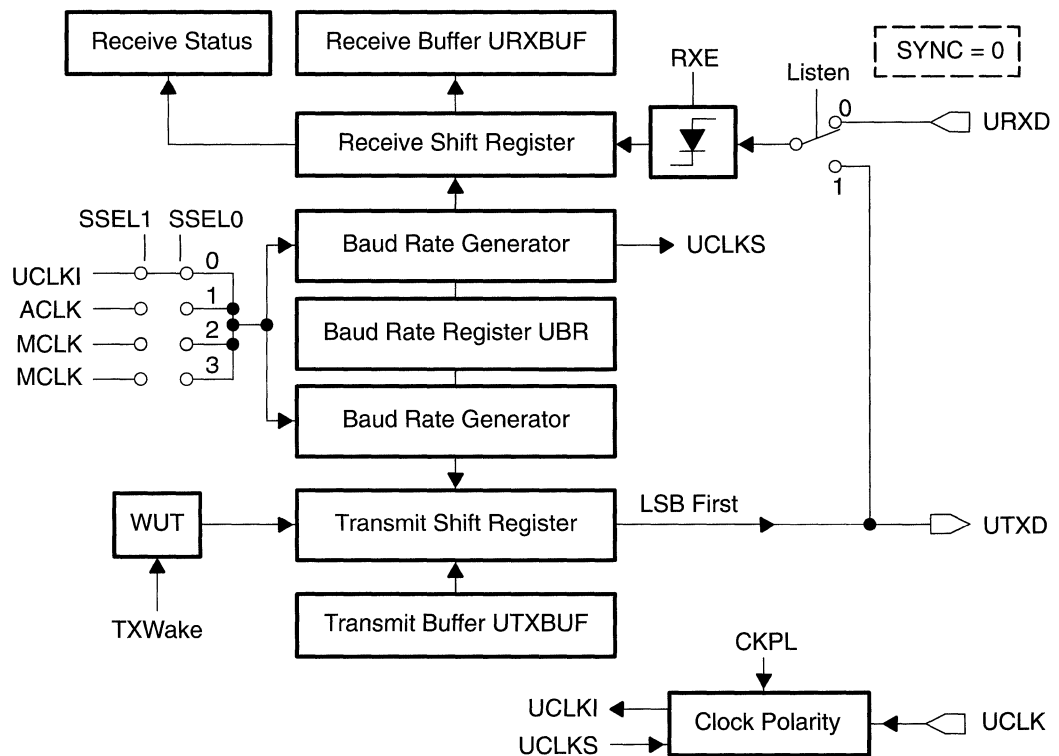 Receive Status
Receive Buffer URXBUF
RXE
Listen
SYNC = 0
0
URXD
Receive Shift Register
1
SSEL1
SSEL0
Baud Rate Generator
UCLKS
UCLKI
0
ACLK
1
MCLK
2
Baud Rate Register UBR
MCLK
3
Baud Rate Generator
WUT
Transmit Shift Register
LSB First
UTXD
Transmit Buffer UTXBUF
TXWake
CKPL
UCLKI
Clock Polarity
UCLK
UCLKS